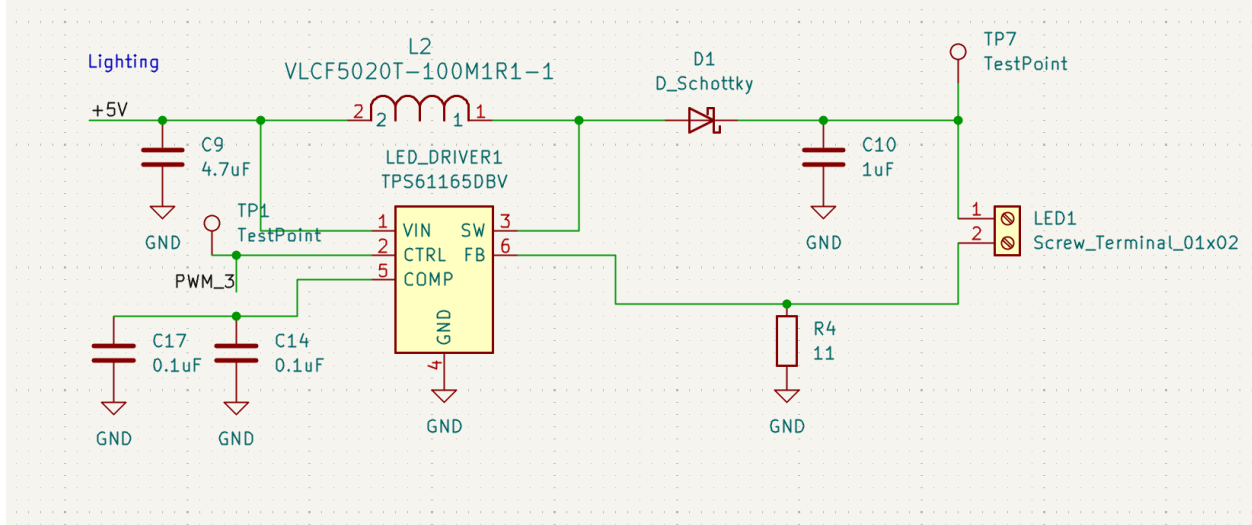 Lighting
L2
VLCF5020T-100M1R1-1
TP7
TestPoint
D1
D_Schottky
+5V
2
2
1
1
C9
4.7uF
GND
LED_DRIVER1
TPS61165DBV
C10
1uF
GND
TP1
TestPoint
1
VIN
SW
3
2
CTRL
FB
6
5
COMP
GND
4
GND
PWM_3
1
2
LED1
Screw_Terminal_01x02
C17
0.1uF
GND
C14
0.1uF
GND
R4
11
GND